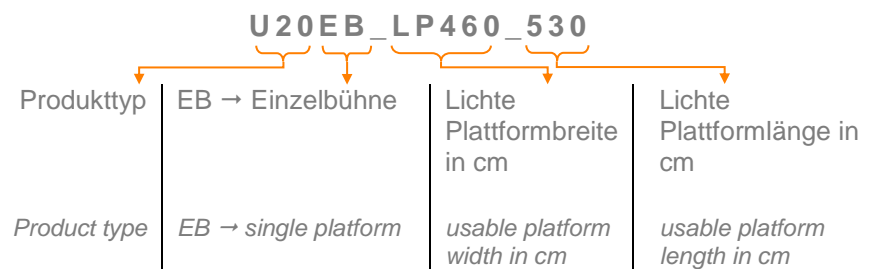 U20EB_LP460_530
Produkttyp
EB → Einzelbühne
Lichte
Plattformbreite
in cm
Lichte
Plattformlänge in
cm
Product type
EB → single platform
usable platform
width in cm
usable platform
length in cm